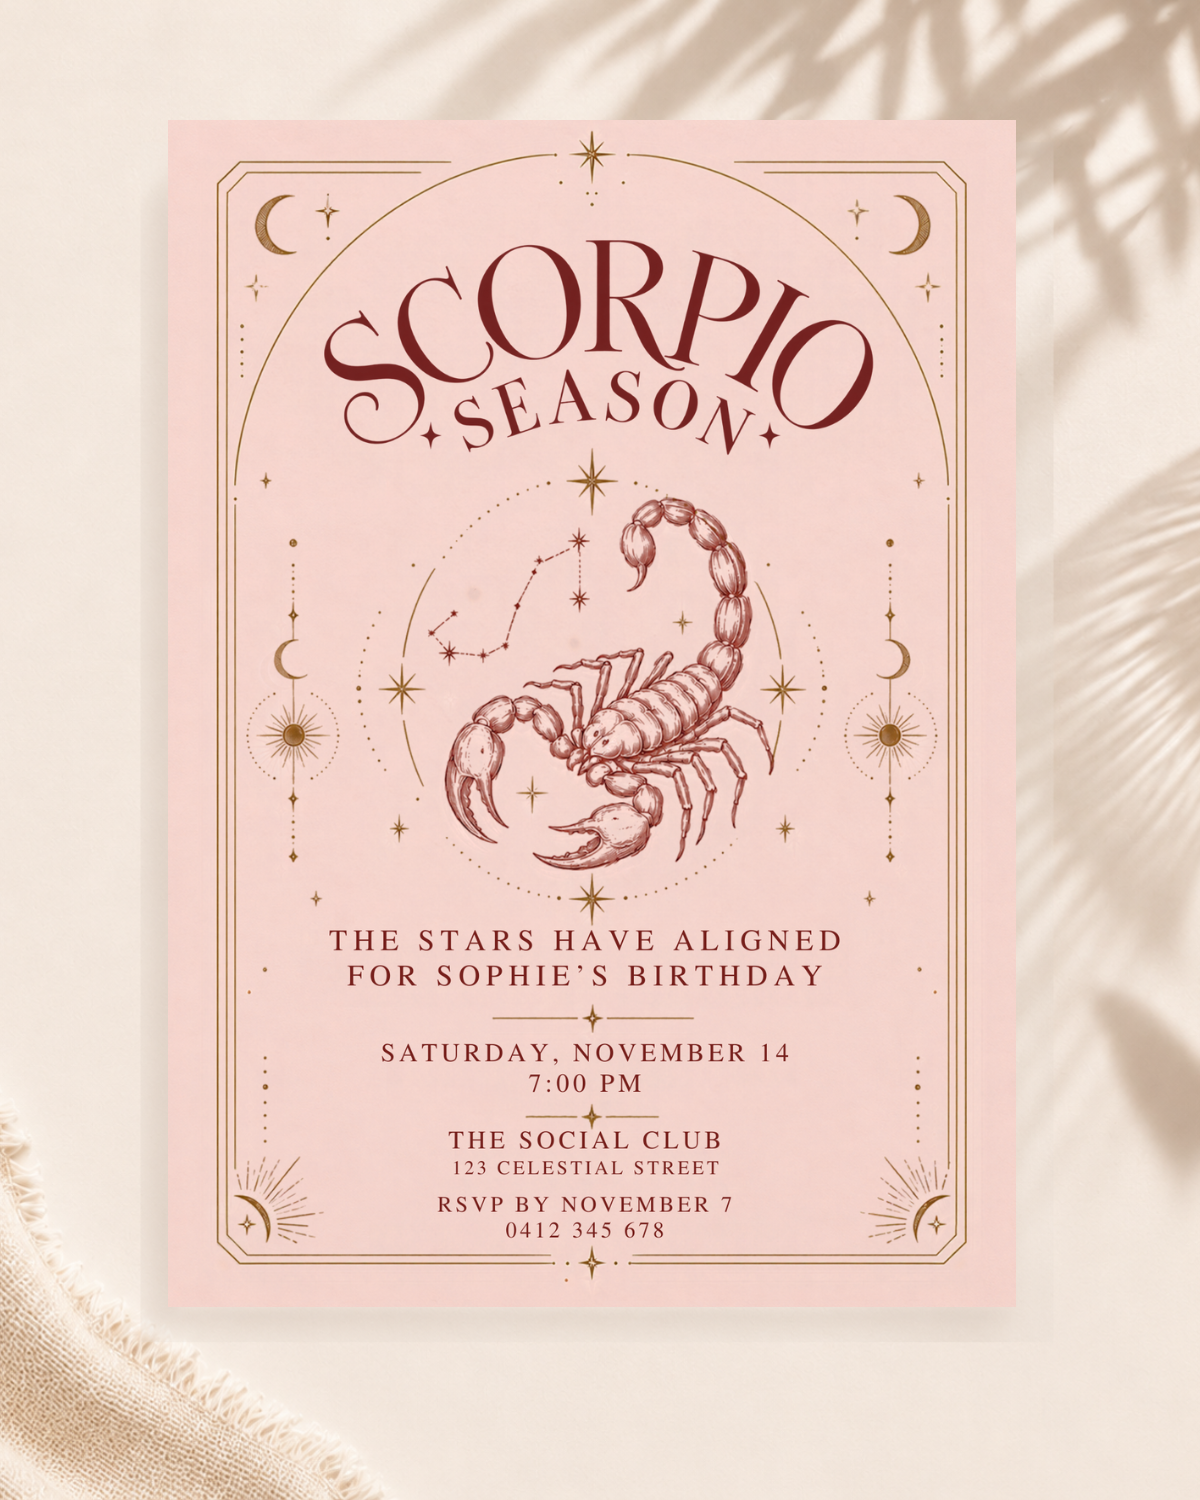 SCORPIO
SEASON
THE STARS HAVE ALIGNED
FOR SOPHIE’S BIRTHDAY
SATURDAY, NOVEMBER 14
7:00 PM
THE SOCIAL CLUB
123 CELESTIAL STREET
RSVP BY NOVEMBER 7
0412 345 678